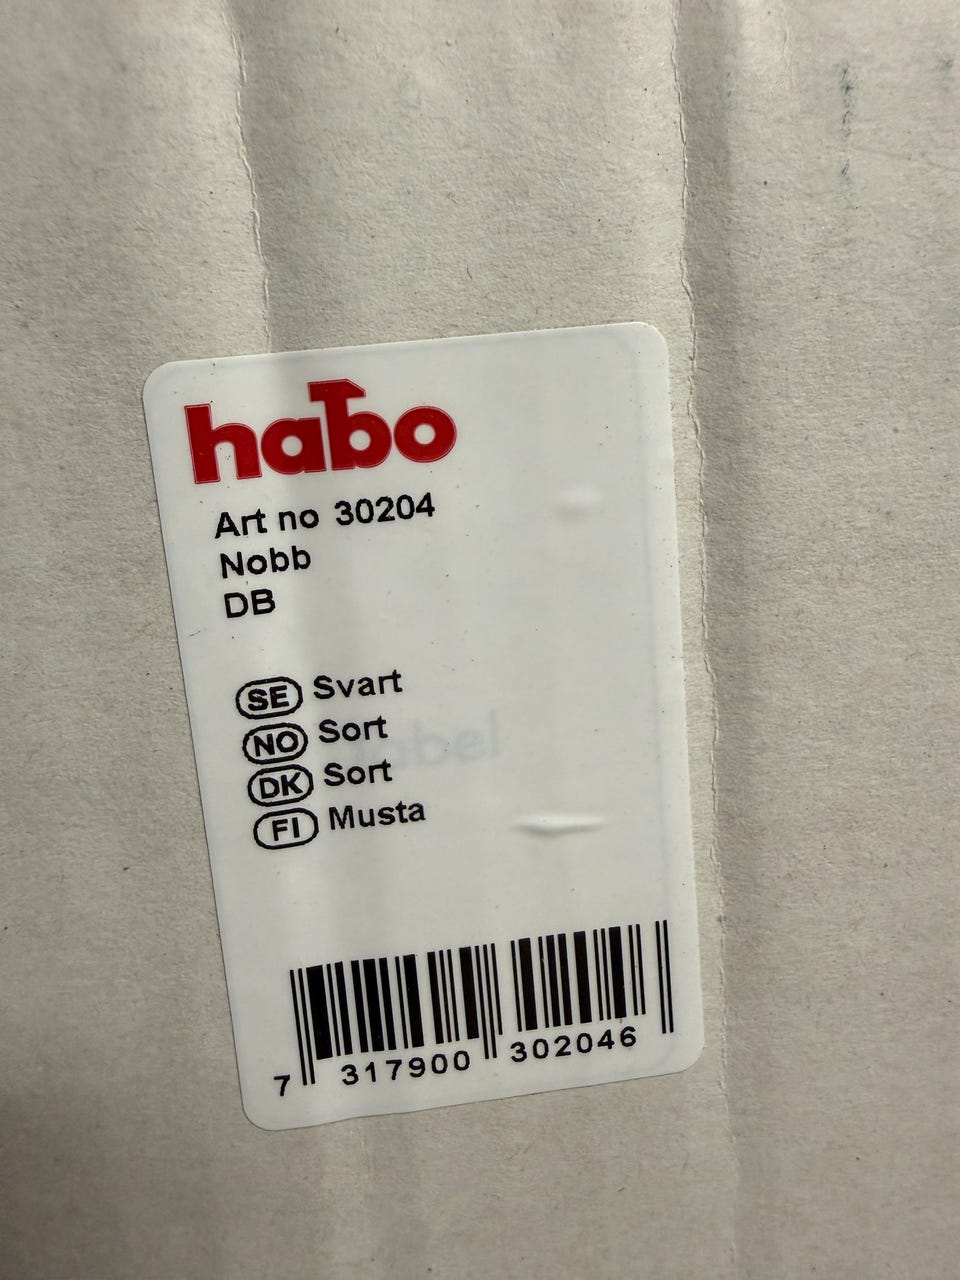 habo
Art no 30204
Nobb
DB
SE Svart
NO Sort
DK Sort
FI Musta
7 317900 302046